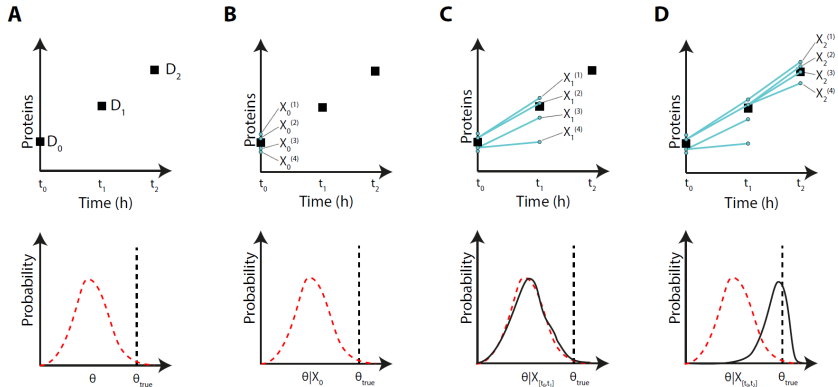 A
B
C
D
Proteins
D₀
D₁
D₂
t₀
t₁
t₂
Time (h)
Proteins
X₀⁽¹⁾
X₀⁽²⁾
X₀⁽³⁾
X₀⁽⁴⁾
t₀
t₁
t₂
Time (h)
Proteins
X₁⁽¹⁾
X₁⁽²⁾
X₁⁽³⁾
X₁⁽⁴⁾
t₀
t₁
t₂
Time (h)
Proteins
X₂⁽¹⁾
X₂⁽²⁾
X₂⁽³⁾
X₂⁽⁴⁾
t₀
t₁
t₂
Time (h)
Probability
θ
θtrue
Probability
θ|X₀
θtrue
Probability
θ|X[t₀,t₁]
θtrue
Probability
θ|X[t₀,t₂]
θtrue